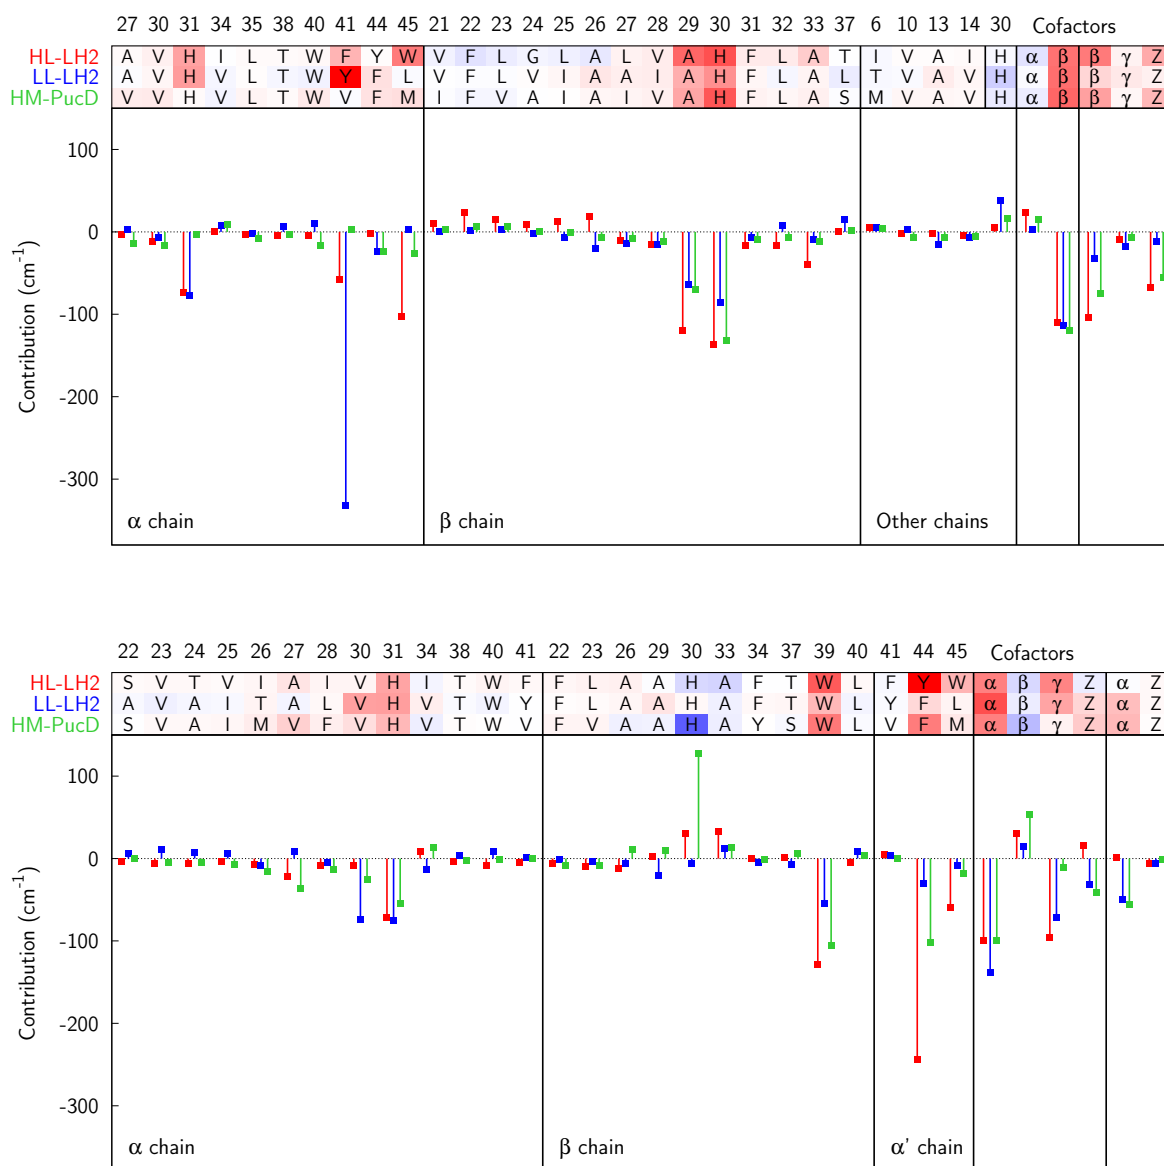 27 30 31 34 35 38 40 41 44 45 21 22 23 24 25 26 27 28 29 30 31 32 33 37 6 10 13 14 30 Cofactors
HL-LH2 A V H I L T W F Y W V F L G L A L V A H F L A T I V A I H α β β γ Z
LL-LH2 A V H V L T W Y F L V F L V I A A I A H F L A L T V A V H α β β γ Z
HM-PucD V V H V L T W V F M I F V A I A I V A H F L A S M V A V H α β β γ Z
100
0
-100
-200
-300
Contribution (cm-1)
α chain β chain Other chains
22 23 24 25 26 27 28 30 31 34 38 40 41 22 23 26 29 30 33 34 37 39 40 41 44 45 Cofactors
HL-LH2 S V T V I A I V H I T W F F L A A H A F T W L F Y W α β γ Z α Z
LL-LH2 A V A I T A L V H V T W Y F L A A H A F T W L Y F L α β γ Z α Z
HM-PucD S V A I M V F V H V T W V F V A A H A Y S W L V F M α β γ Z α Z
100
0
-100
-200
-300
Contribution (cm-1)
α chain β chain α' chain